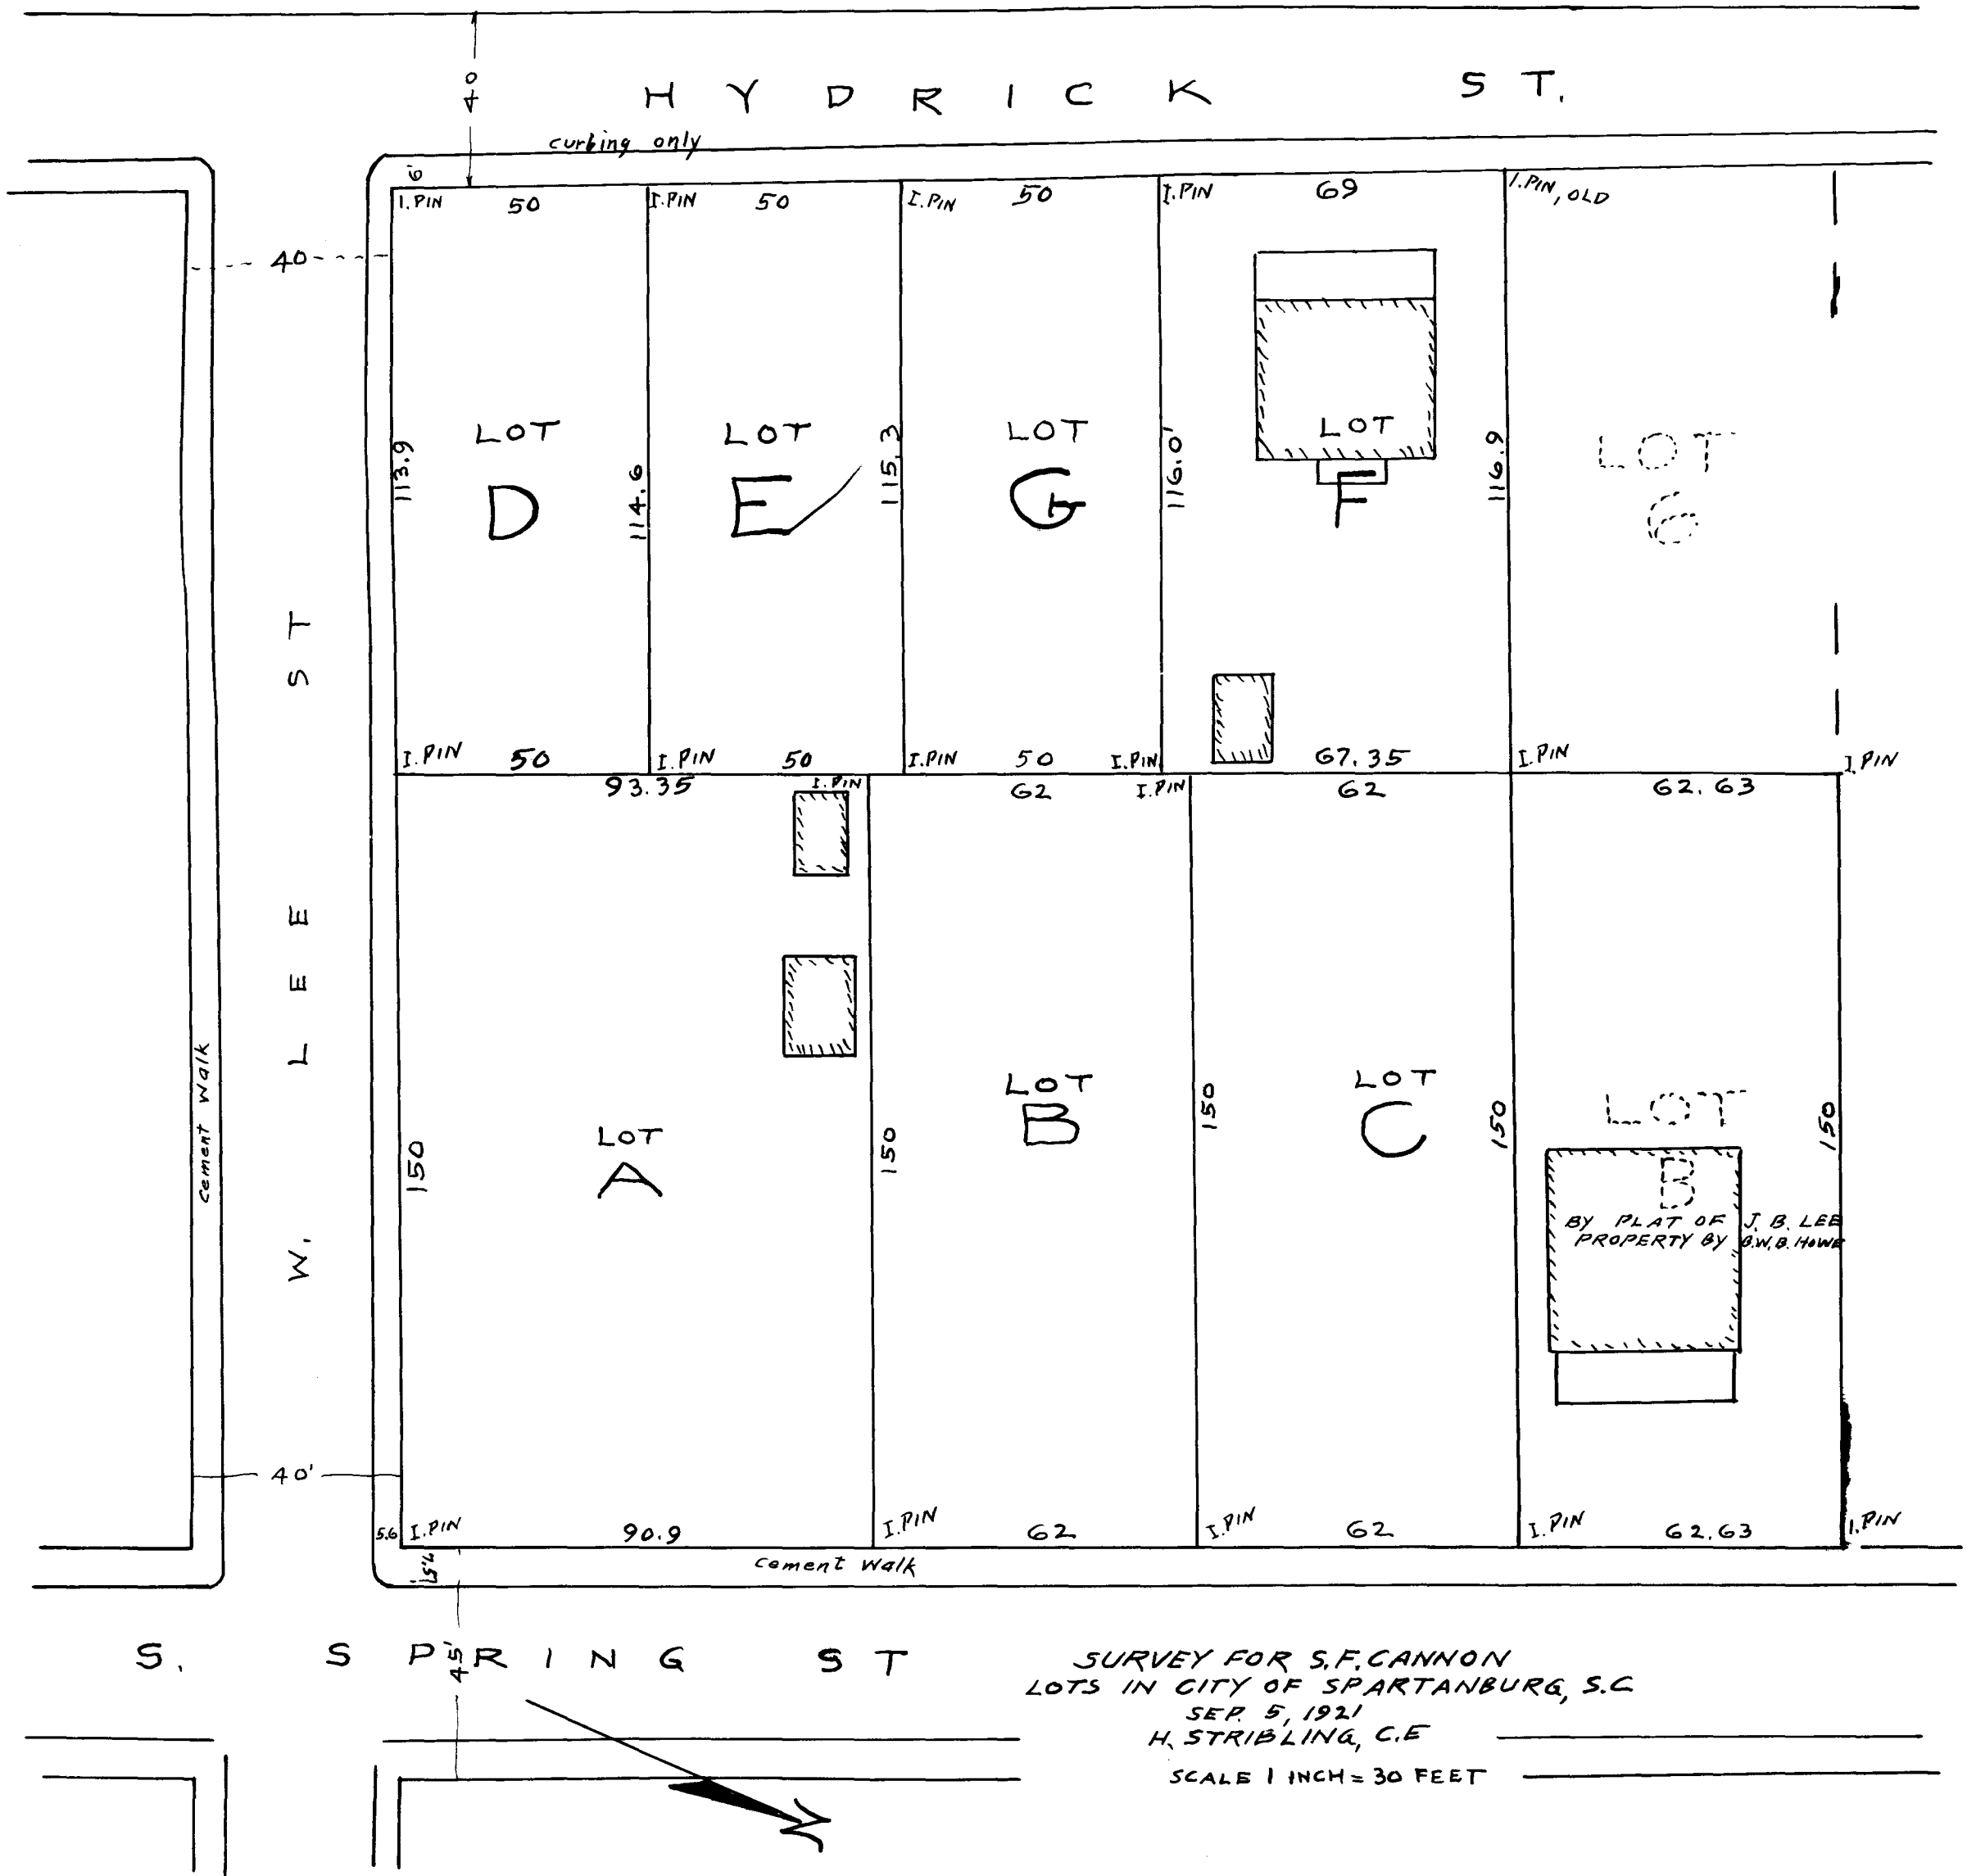 40
HYDRICK ST.
curbing only
6'
I. PIN 50 I. PIN 50 I. PIN 50 I. PIN 69 I. PIN, OLD
40
LOT D
LOT E
LOT G
LOT F
LOT 6
113.9
114.6
115.3
116.0'
116.9
I. PIN 50 I. PIN 50 I. PIN 50 I. PIN 67.35 I. PIN I. PIN
93.35 I. PIN 62 I. PIN 62 62.63
W. LEE ST
cement walk
LOT A
LOT B
LOT C
LOT B
BY PLAT OF J. B. LEE
PROPERTY BY B.W.B. HOWE
150
150
150
150
150
40'
5.6 I. PIN 90.9 I. PIN 62 I. PIN 62 I. PIN 62.63 I. PIN
7.5'
cement walk
S. SPRING ST
45'
SURVEY FOR S.F. CANNON
LOTS IN CITY OF SPARTANBURG, S.C
SEP. 5, 1921
H. STRIBLING, C.E
SCALE 1 INCH = 30 FEET